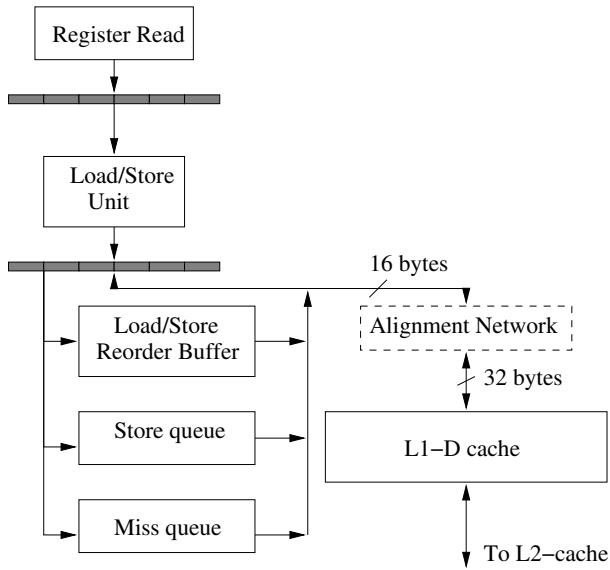 Register Read
Load/Store
Unit
16 bytes
Load/Store
Reorder Buffer
Alignment Network
32 bytes
Store queue
L1−D cache
Miss queue
To L2−cache